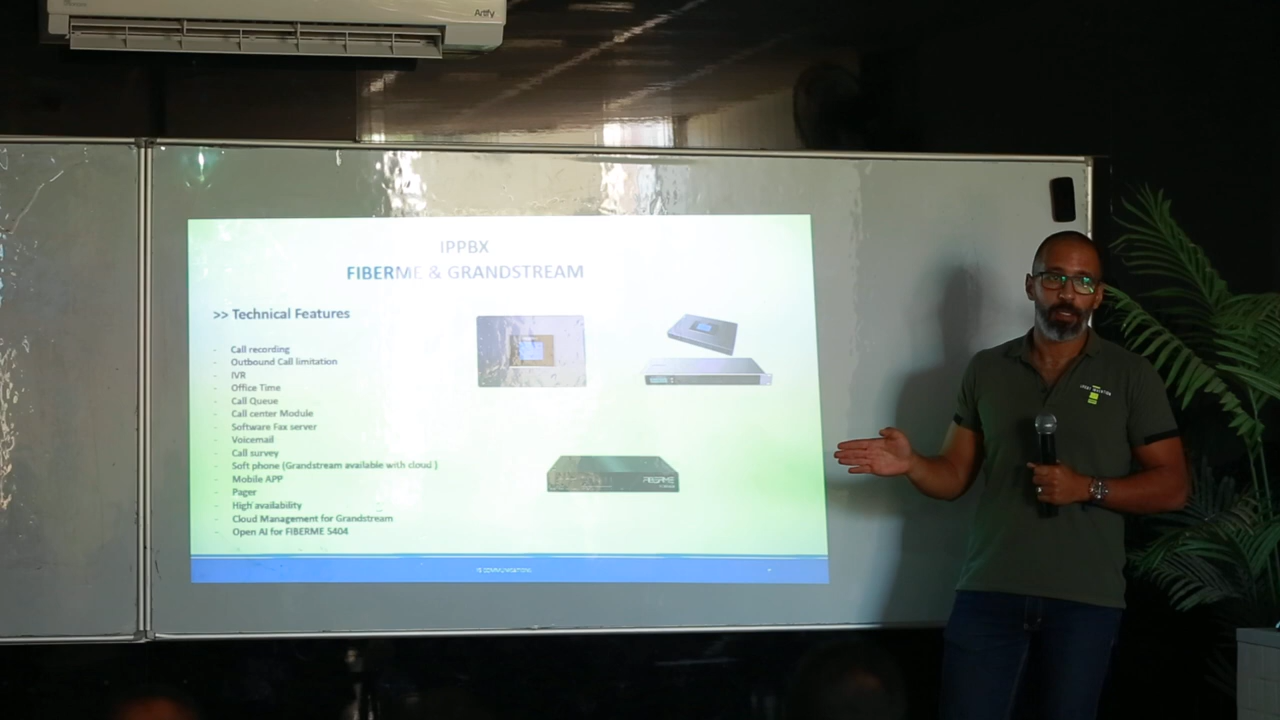 IPPBX
FIBERME & GRANDSTREAM
>> Technical Features
- Call recording
- Outbound Call limitation
- IVR
- Office Time
- Call Queue
- Call center Module
- Software Fax server
- Voicemail
- Call survey
- Soft phone (Grandstream available with cloud )
- Mobile APP
- Pager
- High availability
- Cloud Management for Grandstream
- Open AI for FIBERME 5404
FIBERME